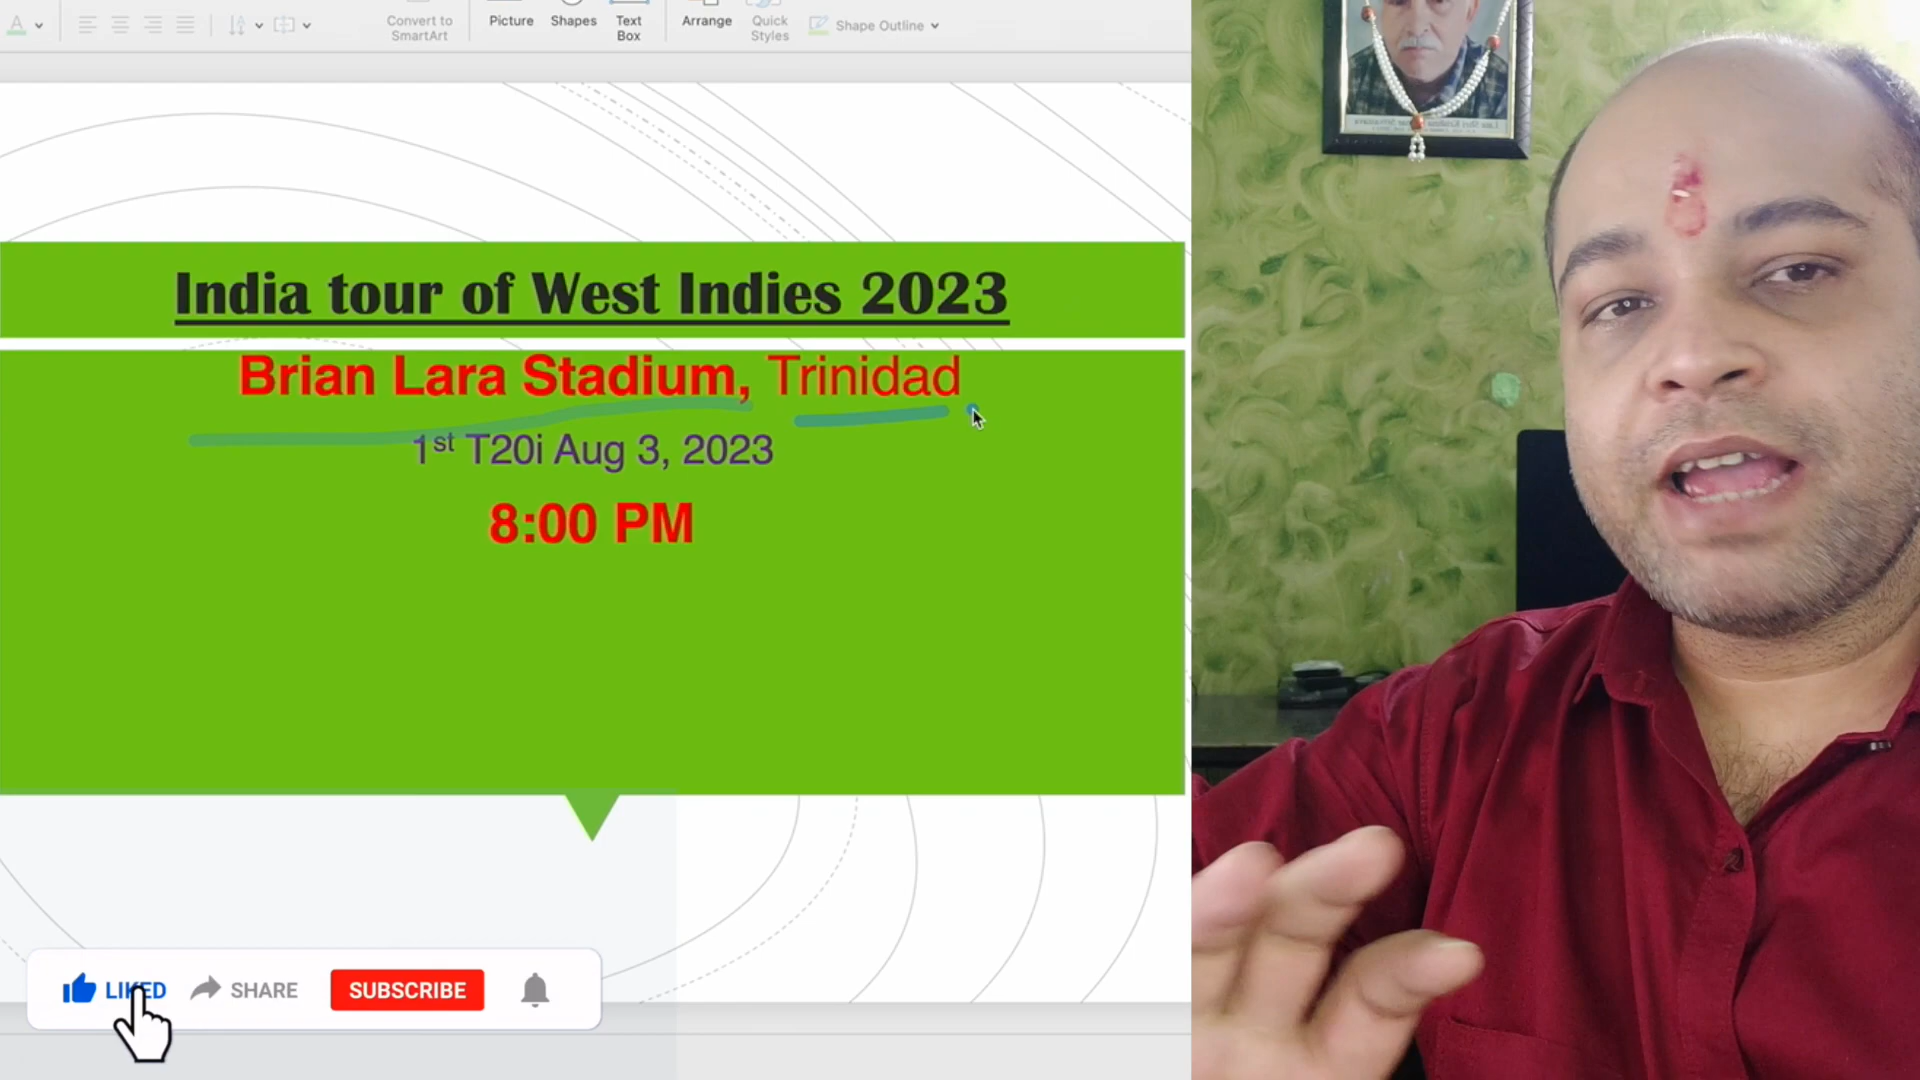 Convert to
SmartArt
Picture
Shapes
Text
Box
Arrange
Quick
Styles
Shape Outline
India tour of West Indies 2023
Brian Lara Stadium, Trinidad
1st T20i Aug 3, 2023
8:00 PM
LIKED SHARE SUBSCRIBE